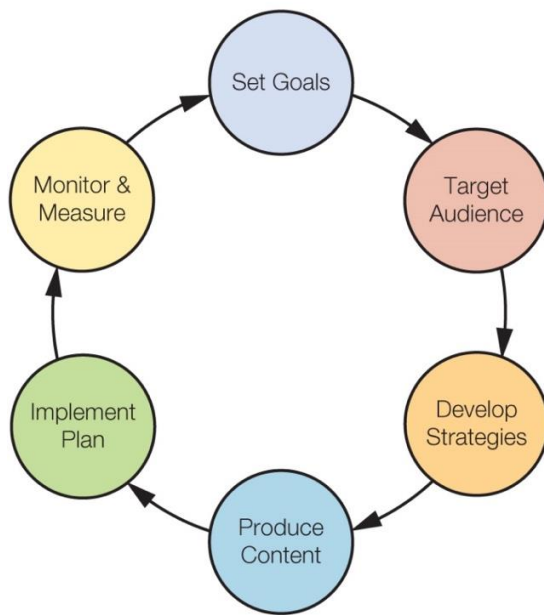 Set Goals
Target
Audience
Develop
Strategies
Produce
Content
Implement
Plan
Monitor &
Measure